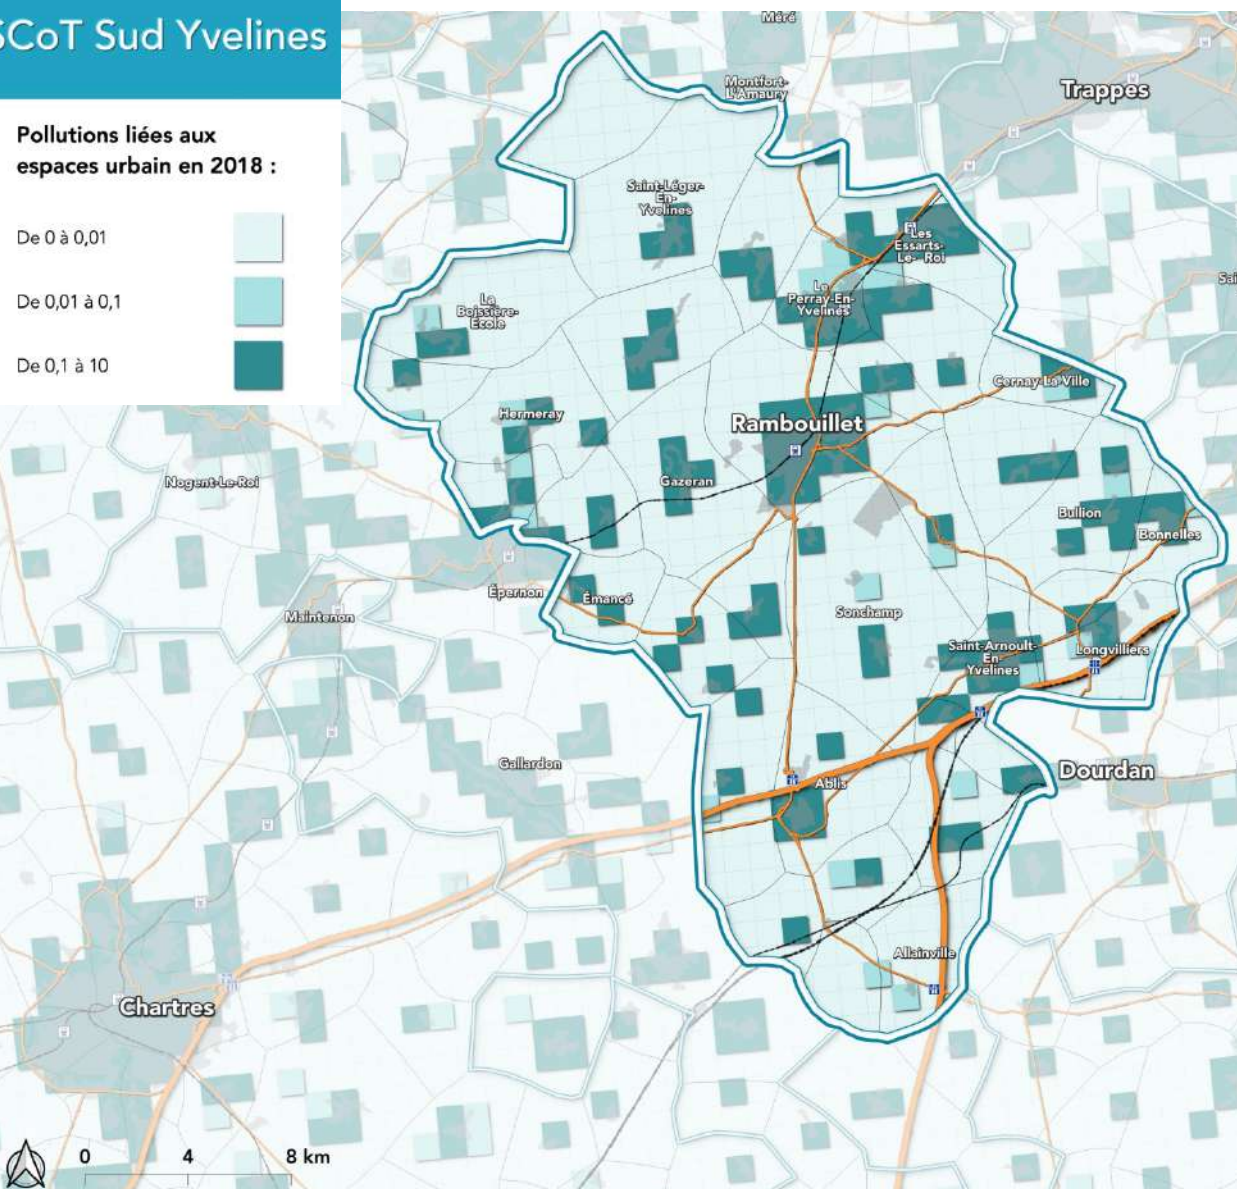 SCoT Sud Yvelines
Pollutions liées aux
espaces urbain en 2018 :
De 0 à 0,01
De 0,01 à 0,1
De 0,1 à 10
Méré
Montfort-
L'Amaury
Trappes
Saint-Léger-
En-
Yvelines
Les
Essarts-
Le- Roi
Sai
La
Boissière-
École
Le
Perray-En-
Yvelines
Cernay-La-Ville
Hermeray
Rambouillet
Nogent-Le-Roi
Gazeran
Bullion
Bonnelles
Épernon
Émancé
Maintenon
Sonchamp
Saint-Arnoult-
En-
Yvelines
Longvilliers
Gallardon
Ablis
Dourdan
Allainville
Chartres
0 4 8 km